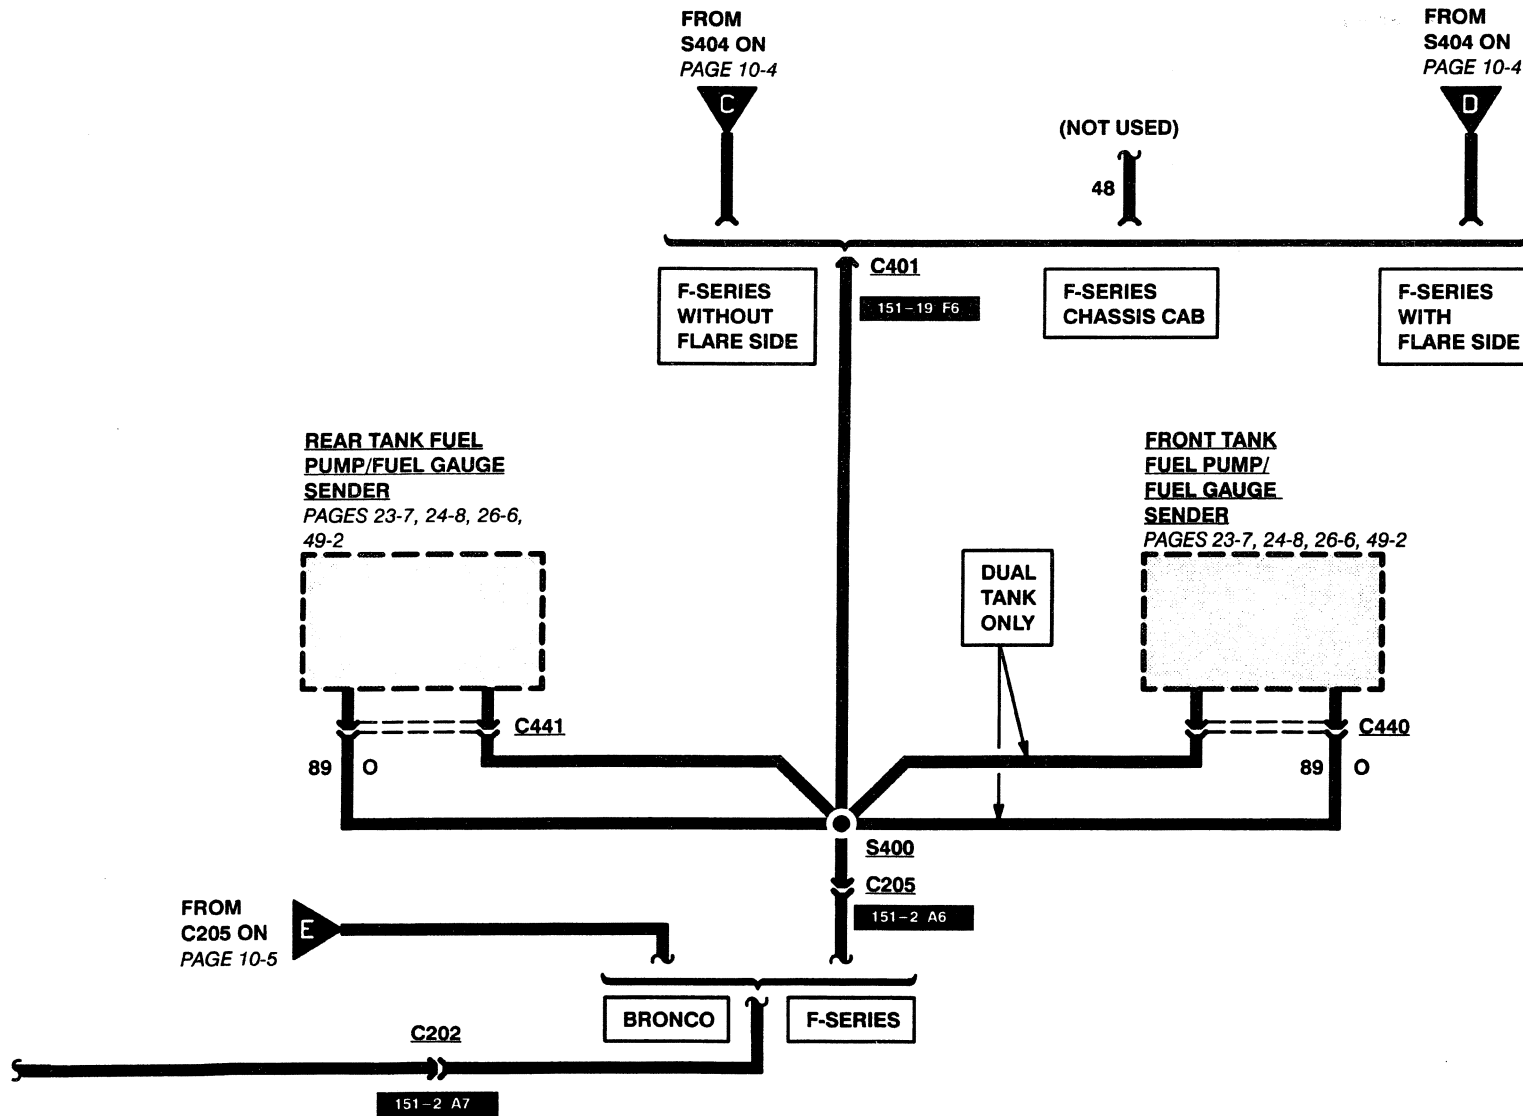 FROM
S404 ON
PAGE 10-4
C
(NOT USED)
48
FROM
S404 ON
PAGE 10-4
D
C401
151-19 F6
F-SERIES
WITHOUT
FLARE SIDE
F-SERIES
CHASSIS CAB
F-SERIES
WITH
FLARE SIDE
REAR TANK FUEL
PUMP/FUEL GAUGE
SENDER
PAGES 23-7, 24-8, 26-6,
49-2
DUAL
TANK
ONLY
FRONT TANK
FUEL PUMP/
FUEL GAUGE
SENDER
PAGES 23-7, 24-8, 26-6, 49-2
C441
89 O
C440
89 O
S400
C205
151-2 A6
FROM
C205 ON
PAGE 10-5
E
BRONCO
F-SERIES
C202
151-2 A7